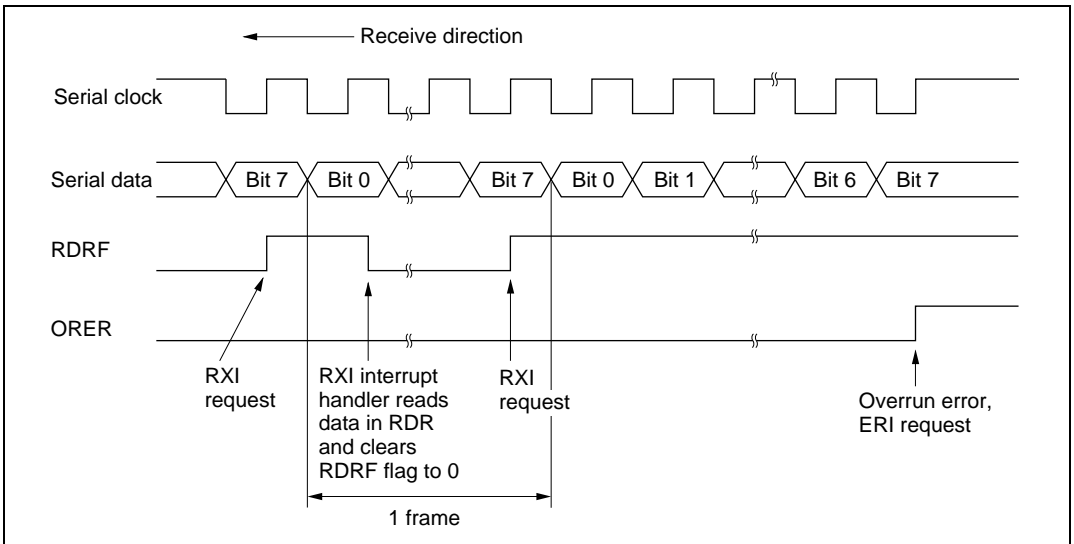 Receive direction
Serial clock
Serial data
Bit 7
Bit 0
Bit 7
Bit 0
Bit 1
Bit 6
Bit 7
RDRF
ORER
RXI
request
RXI interrupt
handler reads
data in RDR
and clears
RDRF flag to 0
RXI
request
Overrun error,
ERI request
1 frame